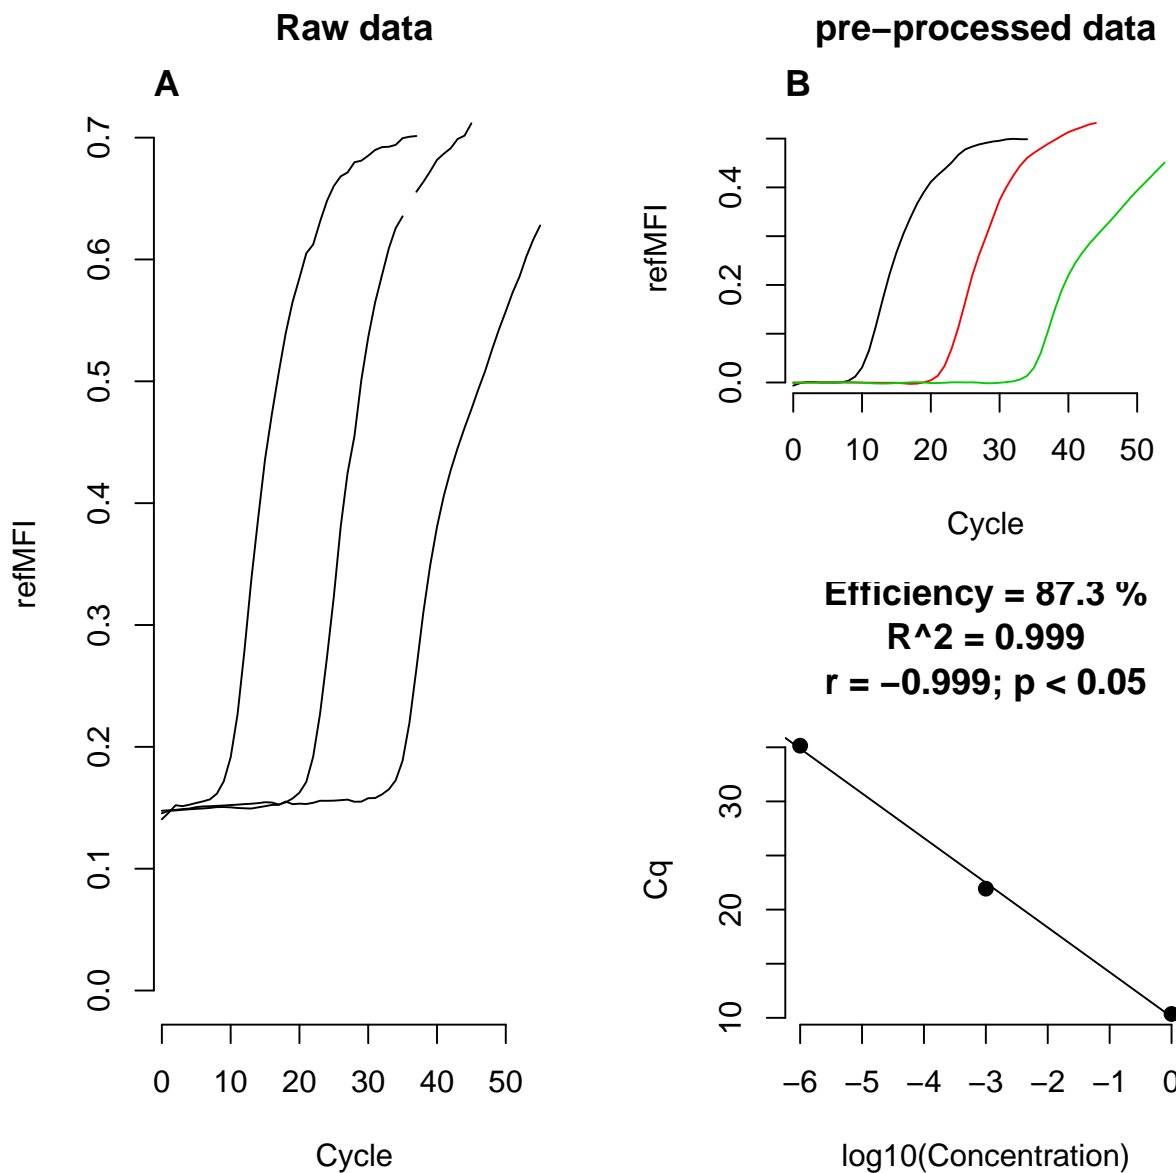 Raw data
A
0.7
0.6
0.5
0.4
0.3
0.2
0.1
0.0
refMFI
0 10 20 30 40 50
Cycle
pre−processed data
B
0.4
0.2
0.0
refMFI
0 10 20 30 40 50
Cycle
Efficiency = 87.3 %
R^2 = 0.999
r = −0.999; p < 0.05
30
20
10
Cq
−6 −5 −4 −3 −2 −1 0
log10(Concentration)